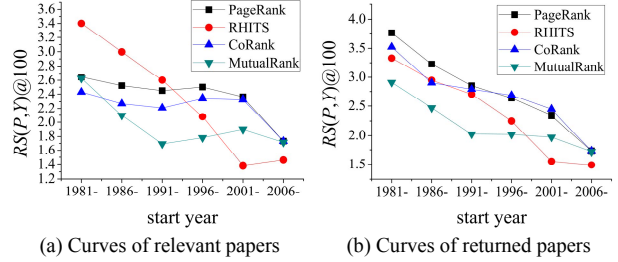 3.6
3.4
3.2
3.0
2.8
2.6
2.4
2.2
2.0
1.8
1.6
1.4
1.2
RS(P,Y)@100
PageRank
RHITS
CoRank
MutualRank
1981- 1986- 1991- 1996- 2001- 2006-
start year
(a) Curves of relevant papers
4.0
3.5
3.0
2.5
2.0
1.5
RS(P,Y)@100
PageRank
RHITS
CoRank
MutualRank
1981- 1986- 1991- 1996- 2001- 2006-
start year
(b) Curves of returned papers